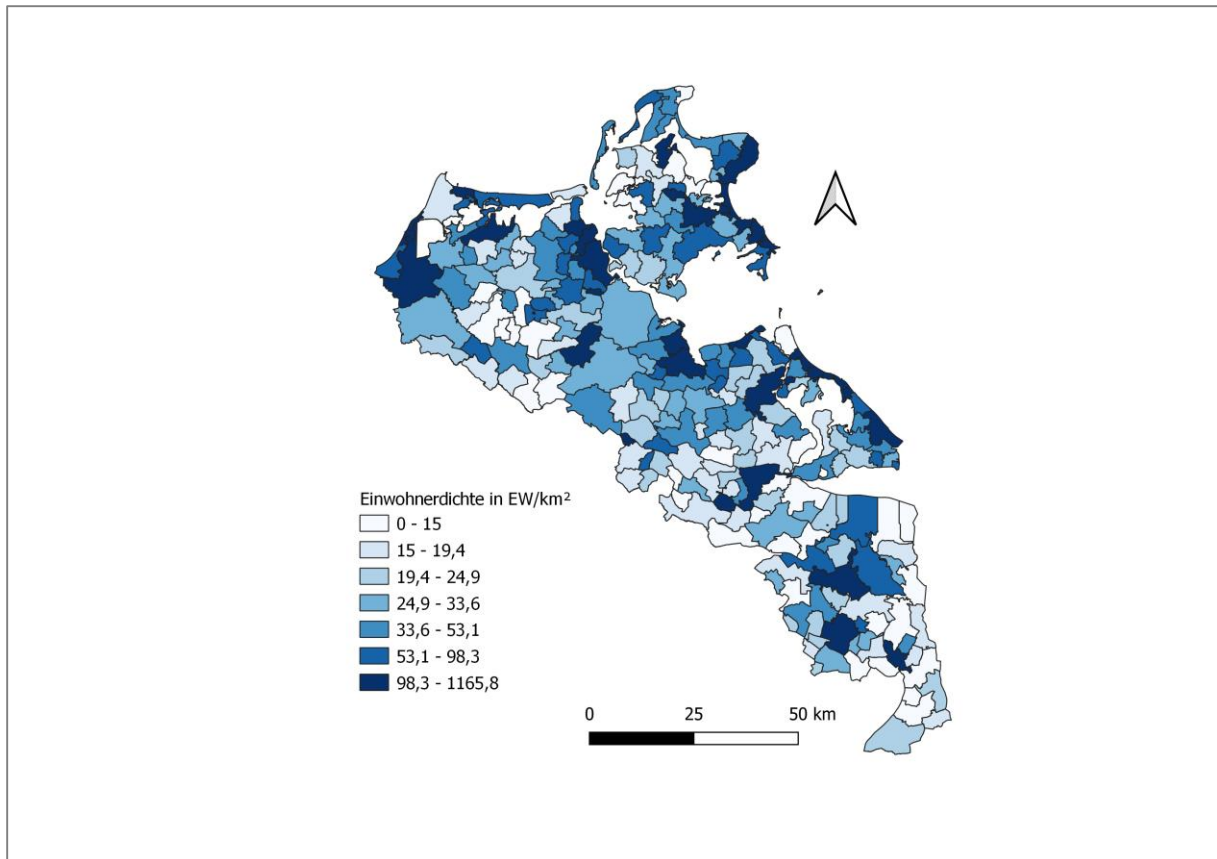 Einwohnerdichte in EW/km²
0 - 15
15 - 19,4
19,4 - 24,9
24,9 - 33,6
33,6 - 53,1
53,1 - 98,3
98,3 - 1165,8
0 25 50 km